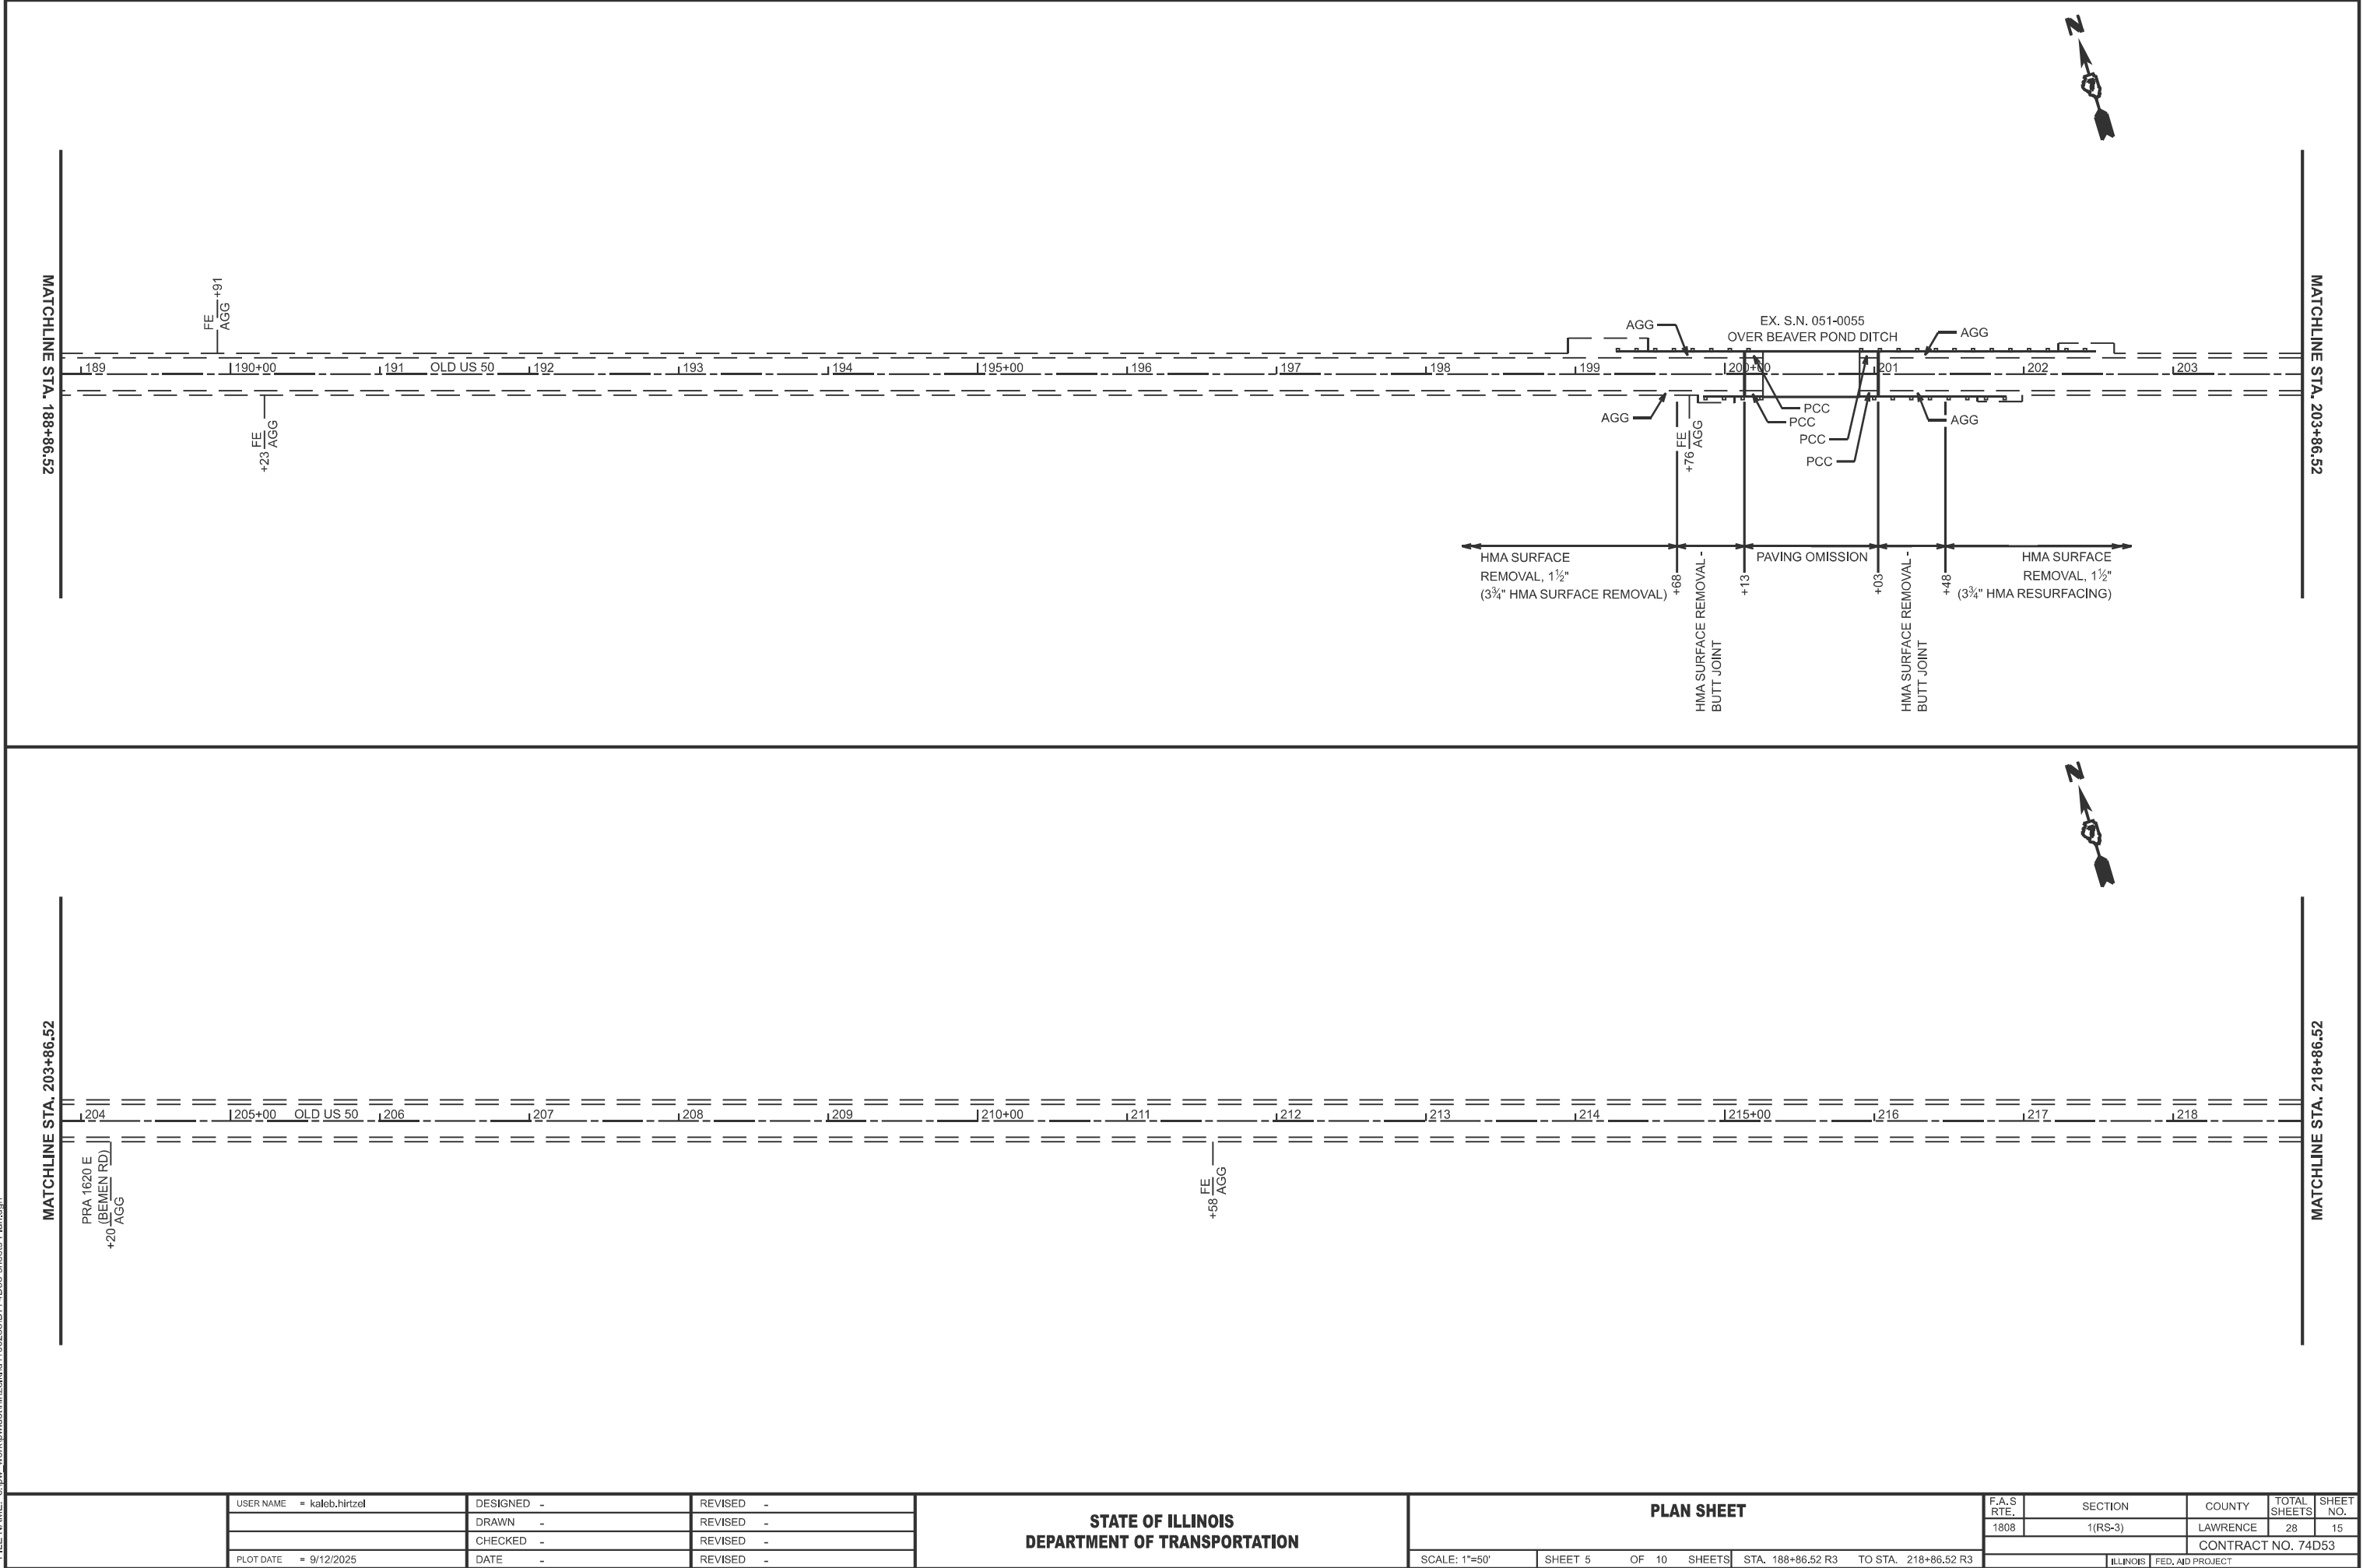 N
MATCHLINE STA. 188+86.52
FE
AGG
+91
+23
FE
AGG
189
190+00
191
OLD US 50
192
193
194
195+00
196
197
198
199
200+00
201
202
203
AGG
EX. S.N. 051-0055
OVER BEAVER POND DITCH
AGG
AGG
+76
FE
AGG
PCC
PCC
PCC
PCC
AGG
MATCHLINE STA. 203+86.52
HMA SURFACE
REMOVAL, 1½"
(3¾" HMA SURFACE REMOVAL)
+68
HMA SURFACE REMOVAL -
BUTT JOINT
+13
PAVING OMISSION
+03
HMA SURFACE REMOVAL -
BUTT JOINT
+48
HMA SURFACE
REMOVAL, 1½"
(3¾" HMA RESURFACING)
N
MATCHLINE STA. 203+86.52
204
205+00
OLD US 50
206
207
208
209
210+00
211
212
213
214
215+00
216
217
218
PRA 1620 E
(BEMEN RD)
+20
AGG
+58
FE
AGG
MATCHLINE STA. 218+86.52
USER NAME = kaleb.hirtzel
PLOT DATE = 9/12/2025
DESIGNED -
DRAWN -
CHECKED -
DATE -
REVISED -
REVISED -
REVISED -
REVISED -
STATE OF ILLINOIS
DEPARTMENT OF TRANSPORTATION
PLAN SHEET
SCALE: 1"=50'
SHEET 5 OF 10 SHEETS
STA. 188+86.52 R3 TO STA. 218+86.52 R3
F.A.S
RTE.
SECTION
COUNTY
TOTAL
SHEETS
SHEET
NO.
1808
1(RS-3)
LAWRENCE
28
15
CONTRACT NO. 74D53
ILLINOIS
FED. AID PROJECT